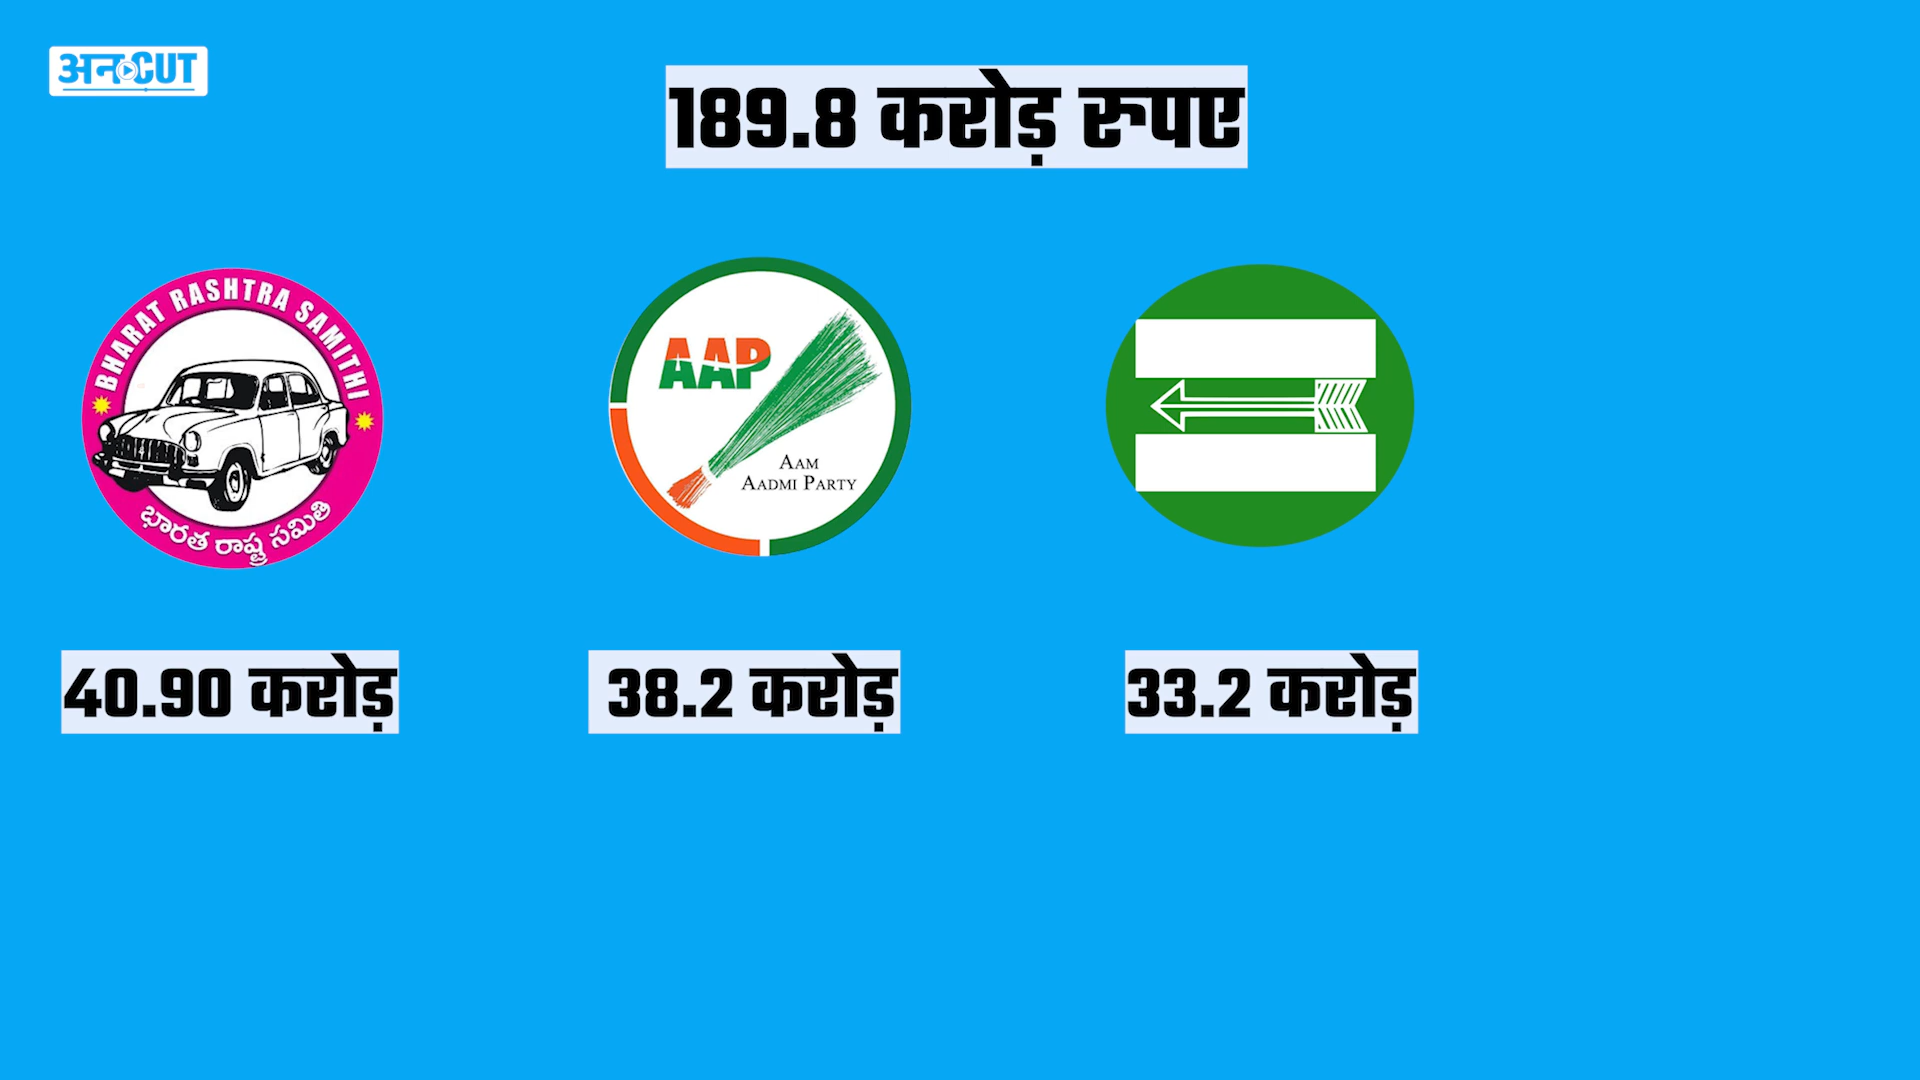 अनCUT
189.8 करोड़ रुपए
BHARAT RASHTRA SAMITHI
భారత రాష్ట్ర సమితి
AAP
AAM
AADMI PARTY
40.90 करोड़
38.2 करोड़
33.2 करोड़